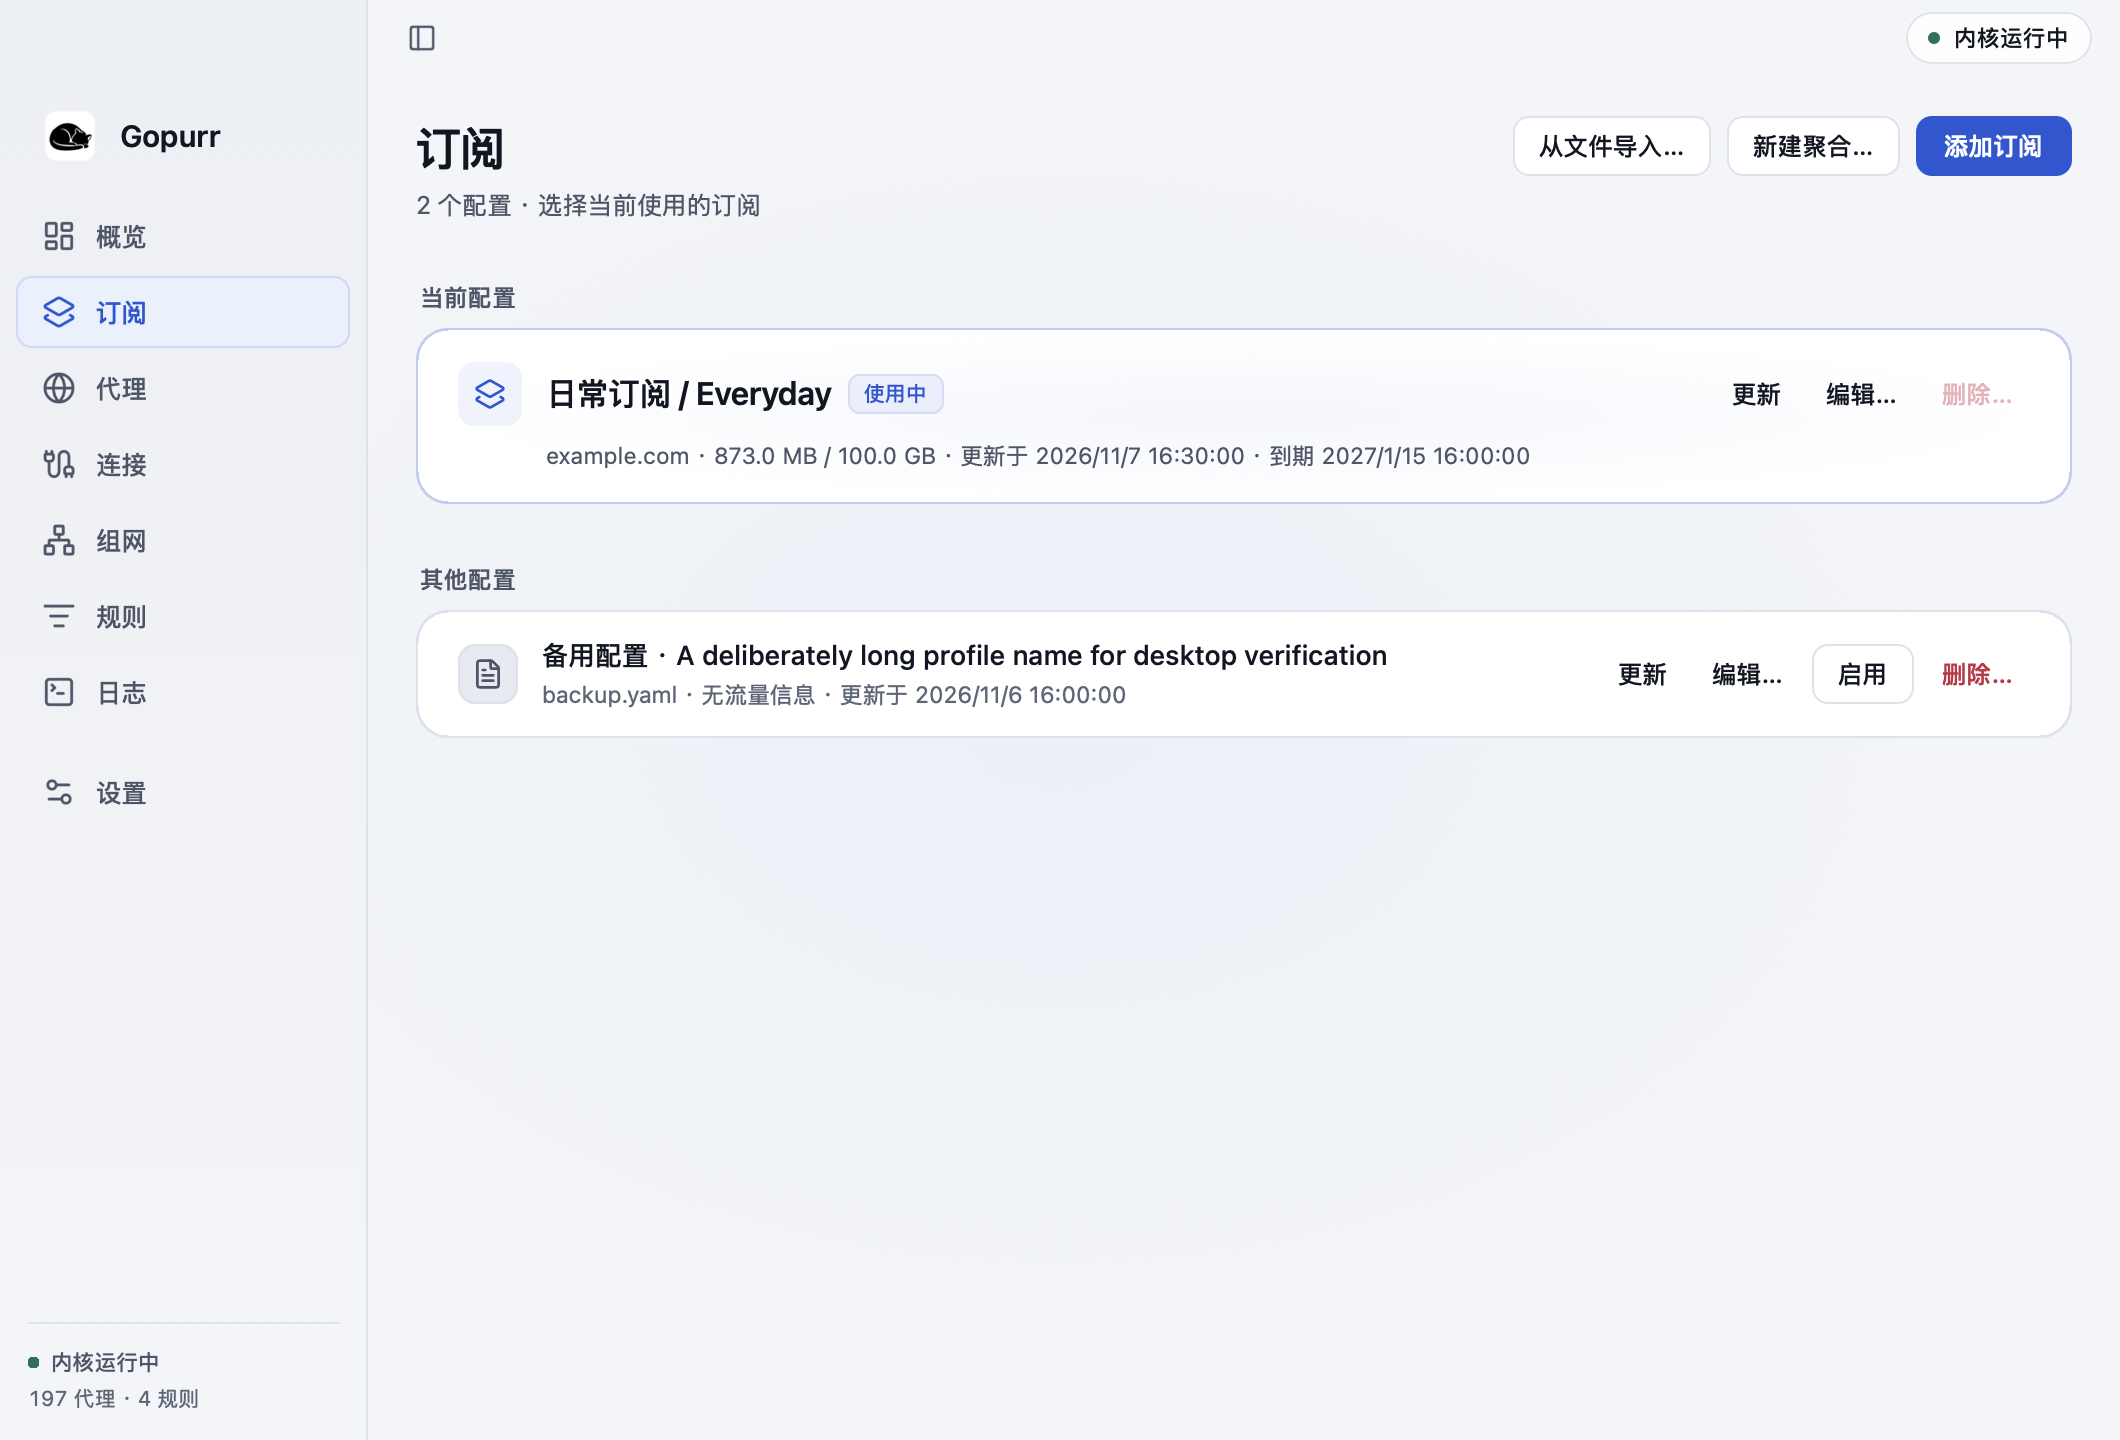 内核运行中
Gopurr
概览
订阅
代理
连接
组网
规则
日志
设置
内核运行中
197 代理 · 4 规则
订阅
2 个配置 · 选择当前使用的订阅
从文件导入...
新建聚合...
添加订阅
当前配置
日常订阅 / Everyday 使用中
更新 编辑... 删除...
example.com · 873.0 MB / 100.0 GB · 更新于 2026/11/7 16:30:00 · 到期 2027/1/15 16:00:00
其他配置
备用配置 · A deliberately long profile name for desktop verification
backup.yaml · 无流量信息 · 更新于 2026/11/6 16:00:00
更新 编辑... 启用 删除...